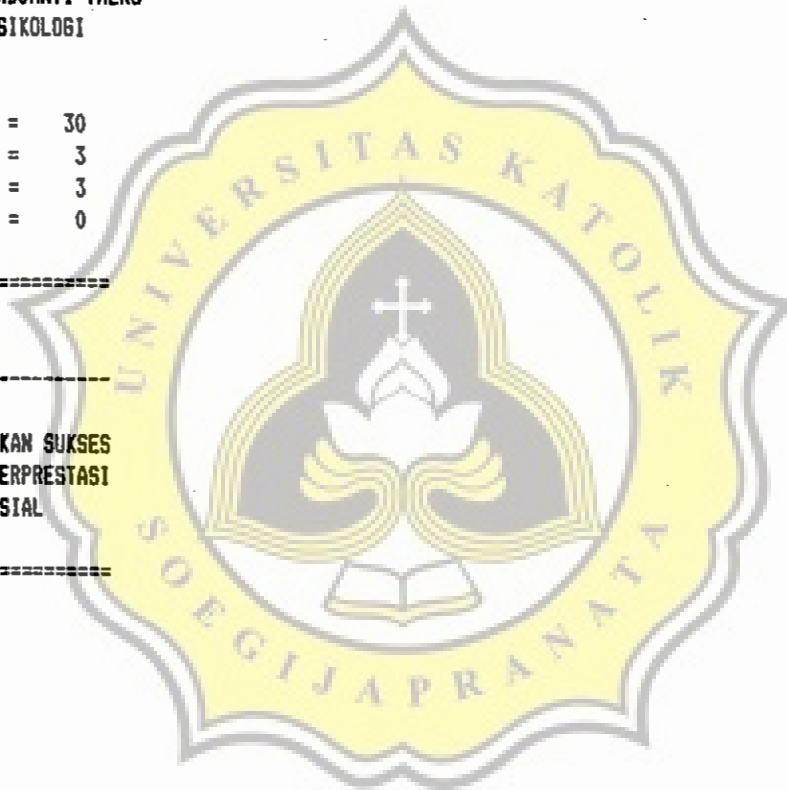 SIKOLOGI
= 30
= 3
= 3
= 0
===========
-----------
KAN SUKSES
ERPRESTASI
SIAL
===========
UNIVERSITAS KATOLIK
SOEGIJAPRANATA